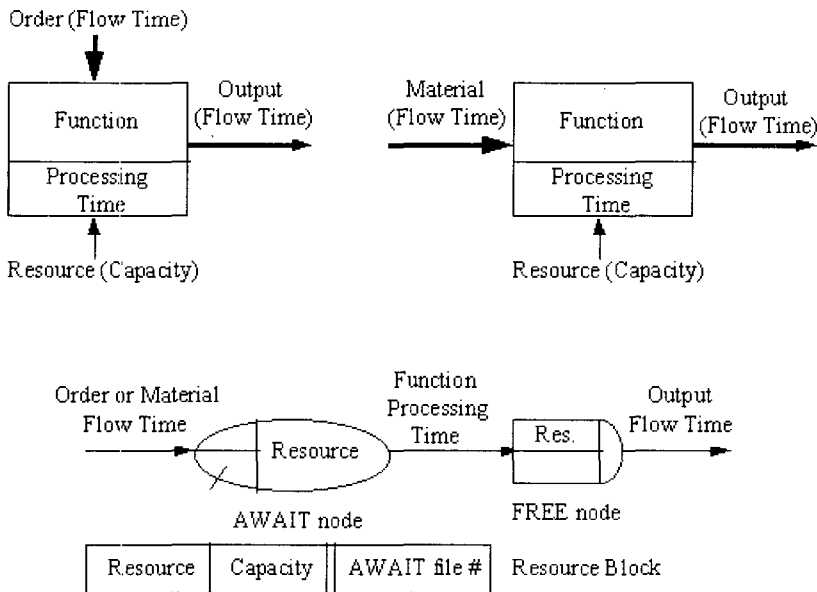 Order (Flow Time)
Function
Processing
Time
Output
(Flow Time)
Resource (Capacity)
Material
(Flow Time)
Function
Processing
Time
Output
(Flow Time)
Resource (Capacity)
Order or Material
Flow Time
Resource
AWAIT node
Function
Processing
Time
Res.
FREE node
Output
Flow Time
Resource
Capacity
AWAIT file #
Resource Block